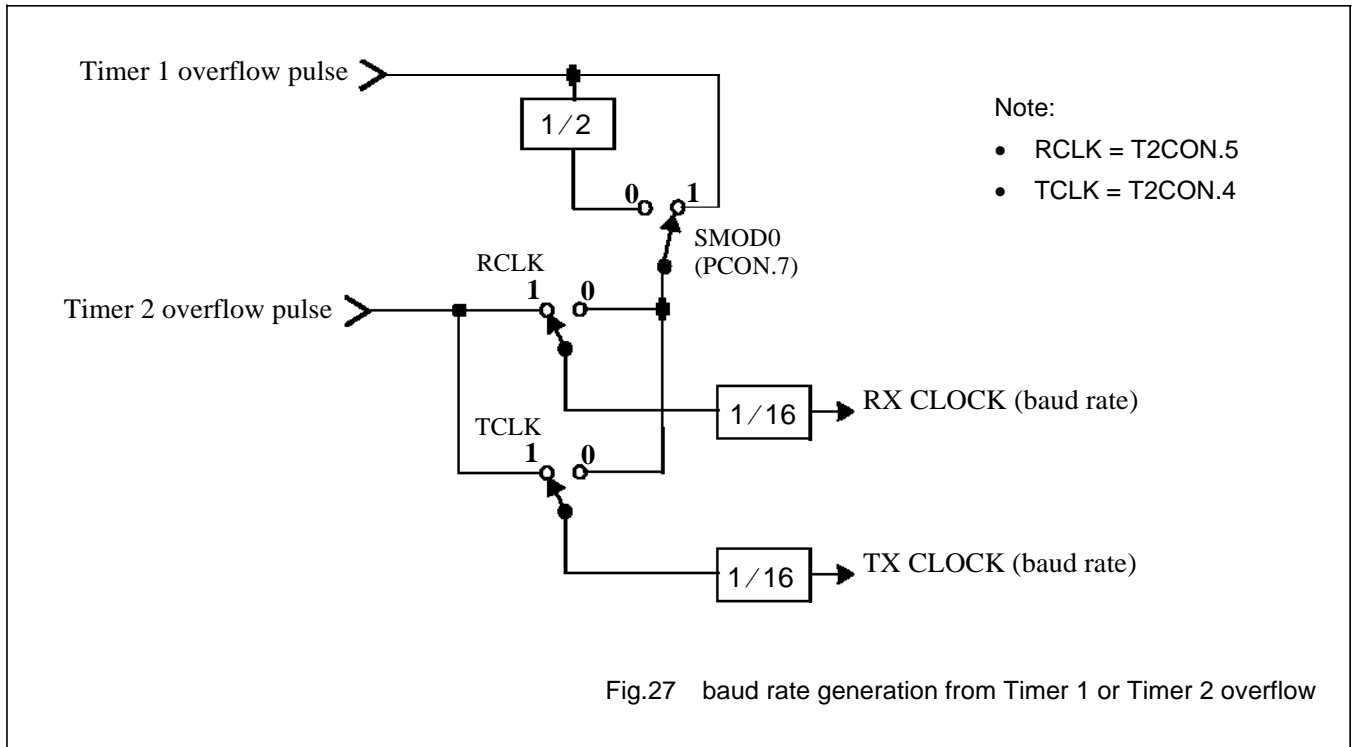 Timer 1 overflow pulse
1/2
Note:
• RCLK = T2CON.5
• TCLK = T2CON.4
0 1
SMOD0
(PCON.7)
RCLK
1 0
Timer 2 overflow pulse
1/16
RX CLOCK (baud rate)
TCLK
1 0
1/16
TX CLOCK (baud rate)
Fig.27 baud rate generation from Timer 1 or Timer 2 overflow